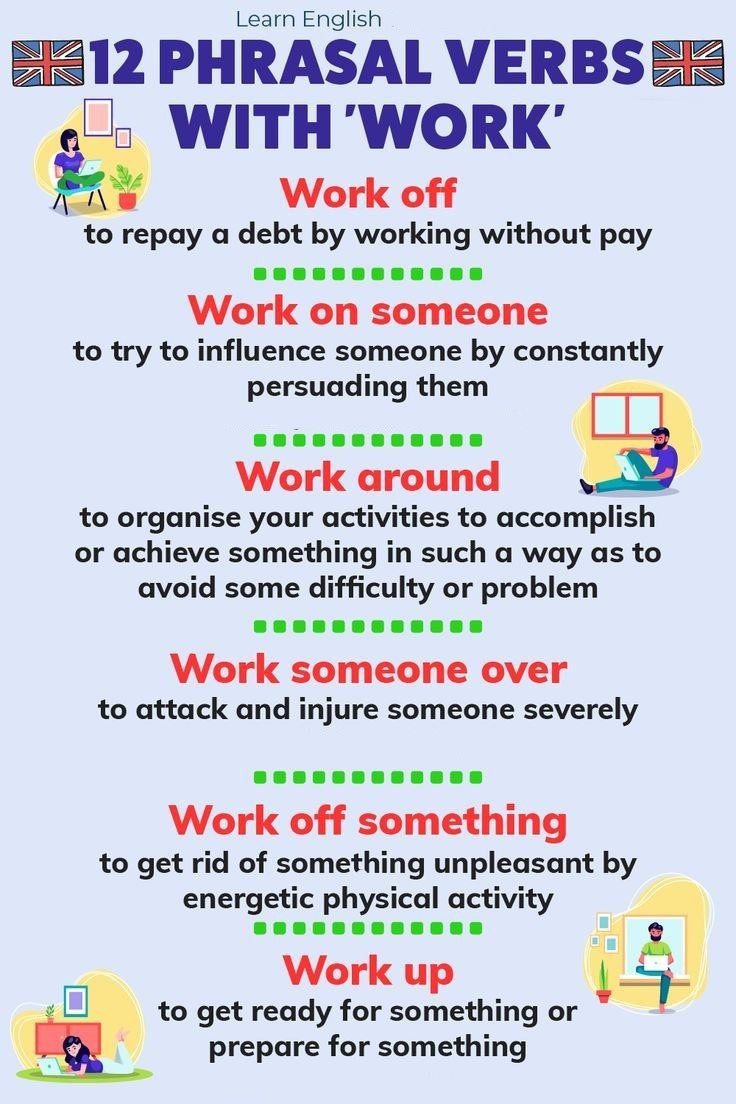 Learn English
12 PHRASAL VERBS
WITH 'WORK'
Work off
to repay a debt by working without pay
Work on someone
to try to influence someone by constantly
persuading them
Work around
to organise your activities to accomplish
or achieve something in such a way as to
avoid some difficulty or problem
Work someone over
to attack and injure someone severely
Work off something
to get rid of something unpleasant by
energetic physical activity
Work up
to get ready for something or
prepare for something